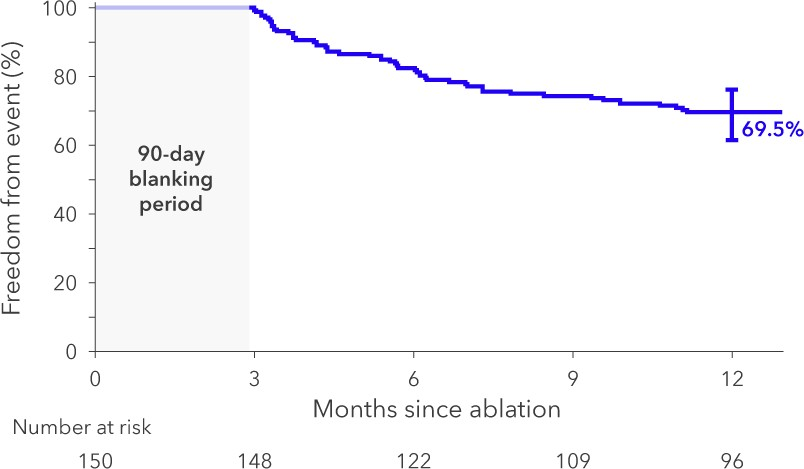 Freedom from event (%)
100
80
60
40
20
0
90-day
blanking
period
69.5%
0 3 6 9 12
Months since ablation
Number at risk
150 148 122 109 96